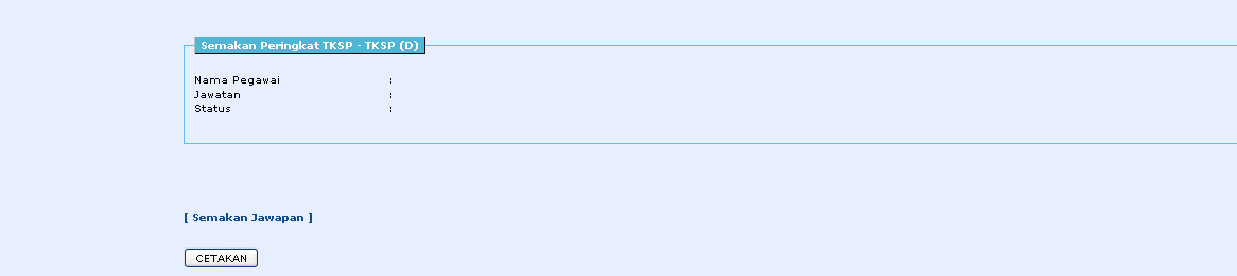 Semakan Peringkat TKSP - TKSP (D)
Nama Pegawai :
Jawatan :
Status :
[ Semakan Jawapan ]
CETAKAN